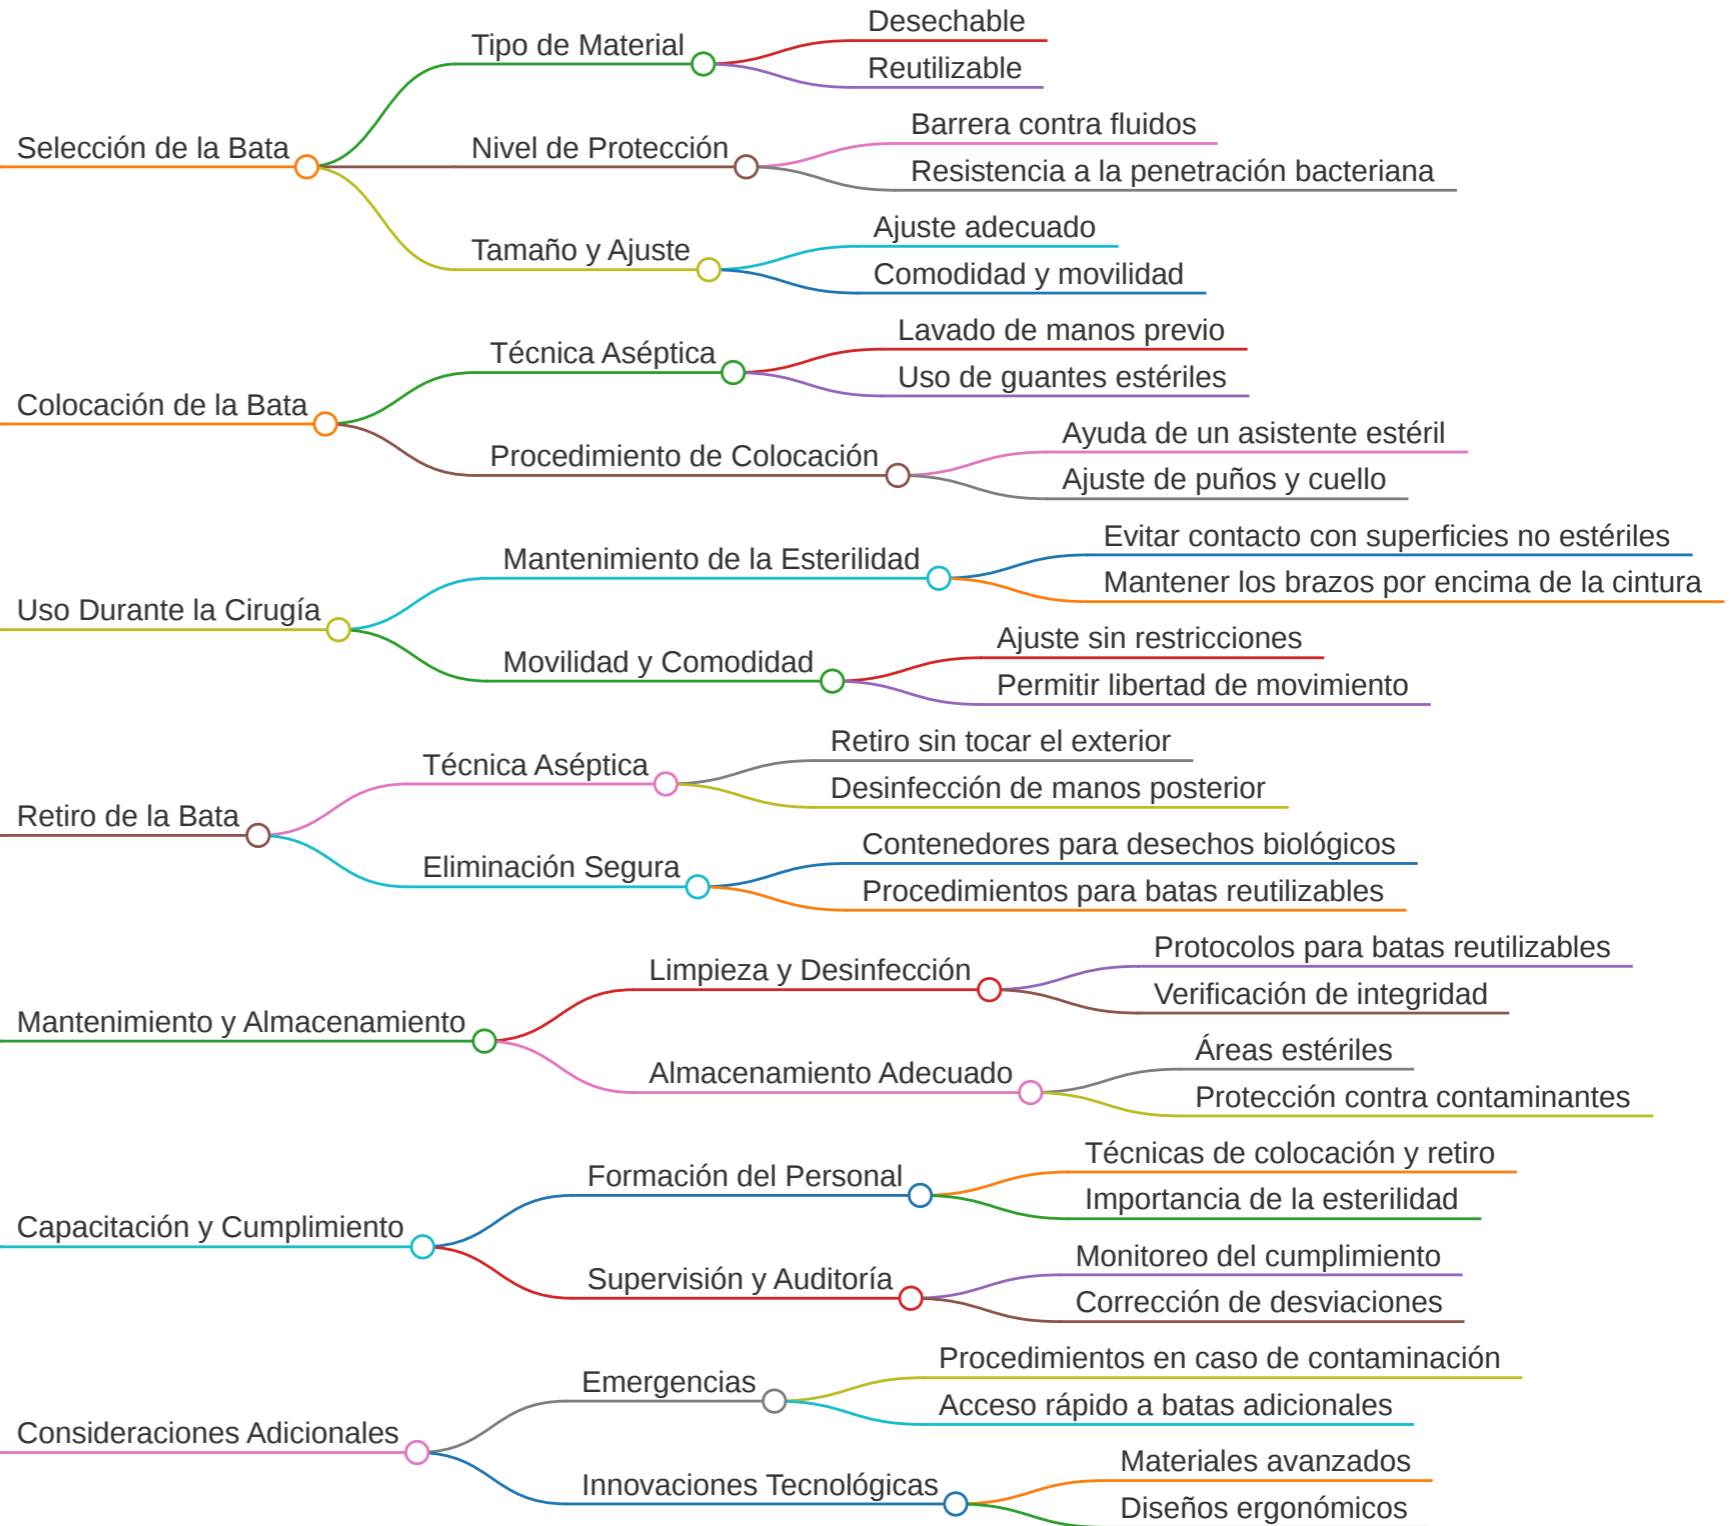 Selección de la Bata
Tipo de Material
Desechable
Reutilizable
Nivel de Protección
Barrera contra fluidos
Resistencia a la penetración bacteriana
Tamaño y Ajuste
Ajuste adecuado
Comodidad y movilidad
Colocación de la Bata
Técnica Aséptica
Lavado de manos previo
Uso de guantes estériles
Procedimiento de Colocación
Ayuda de un asistente estéril
Ajuste de puños y cuello
Uso Durante la Cirugía
Mantenimiento de la Esterilidad
Evitar contacto con superficies no estériles
Mantener los brazos por encima de la cintura
Movilidad y Comodidad
Ajuste sin restricciones
Permitir libertad de movimiento
Retiro de la Bata
Técnica Aséptica
Retiro sin tocar el exterior
Desinfección de manos posterior
Eliminación Segura
Contenedores para desechos biológicos
Procedimientos para batas reutilizables
Mantenimiento y Almacenamiento
Limpieza y Desinfección
Protocolos para batas reutilizables
Verificación de integridad
Almacenamiento Adecuado
Áreas estériles
Protección contra contaminantes
Capacitación y Cumplimiento
Formación del Personal
Técnicas de colocación y retiro
Importancia de la esterilidad
Supervisión y Auditoría
Monitoreo del cumplimiento
Corrección de desviaciones
Consideraciones Adicionales
Emergencias
Procedimientos en caso de contaminación
Acceso rápido a batas adicionales
Innovaciones Tecnológicas
Materiales avanzados
Diseños ergonómicos